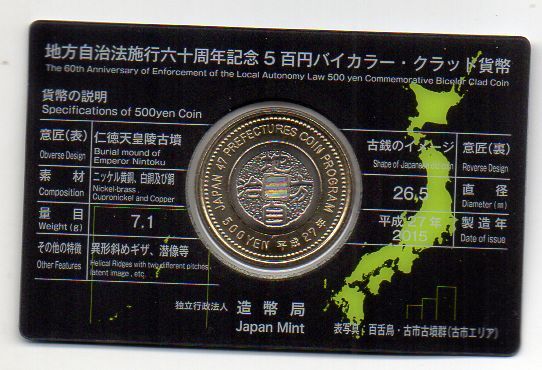 地方自治法施行六十周年記念5百円バイカラー・クラッド貨幣
The 60th Anniversary of Enforcement of the Local Autonomy Law 500 yen Commemorative Bicolor Clad Coin
貨幣の説明
Specifications of 500yen Coin
意匠(表) 仁徳天皇陵古墳
Obverse Design Burial mound of
Emperor Nintoku
素材 ニッケル黄銅、白銅及び銅
Composition Nickel-brass,
Cupronickel and Copper
量目 7.1
Weight (g)
その他の特徴 異形斜めギザ、潜像等
Other Features Helical Ridges with two different pitches,
latent image, etc.
JAPAN 47 PREFECTURES COIN PROGRAM
500YEN 平成27年
古銭のイメージ 意匠(裏)
Shape of Japanese old coin Reverse Design
26.5 直径
Diameter (m)
平成27年 製造年
2015 Date of issue
独立行政法人 造幣局
Japan Mint
表写真:百舌鳥・古市古墳群(古市エリア)